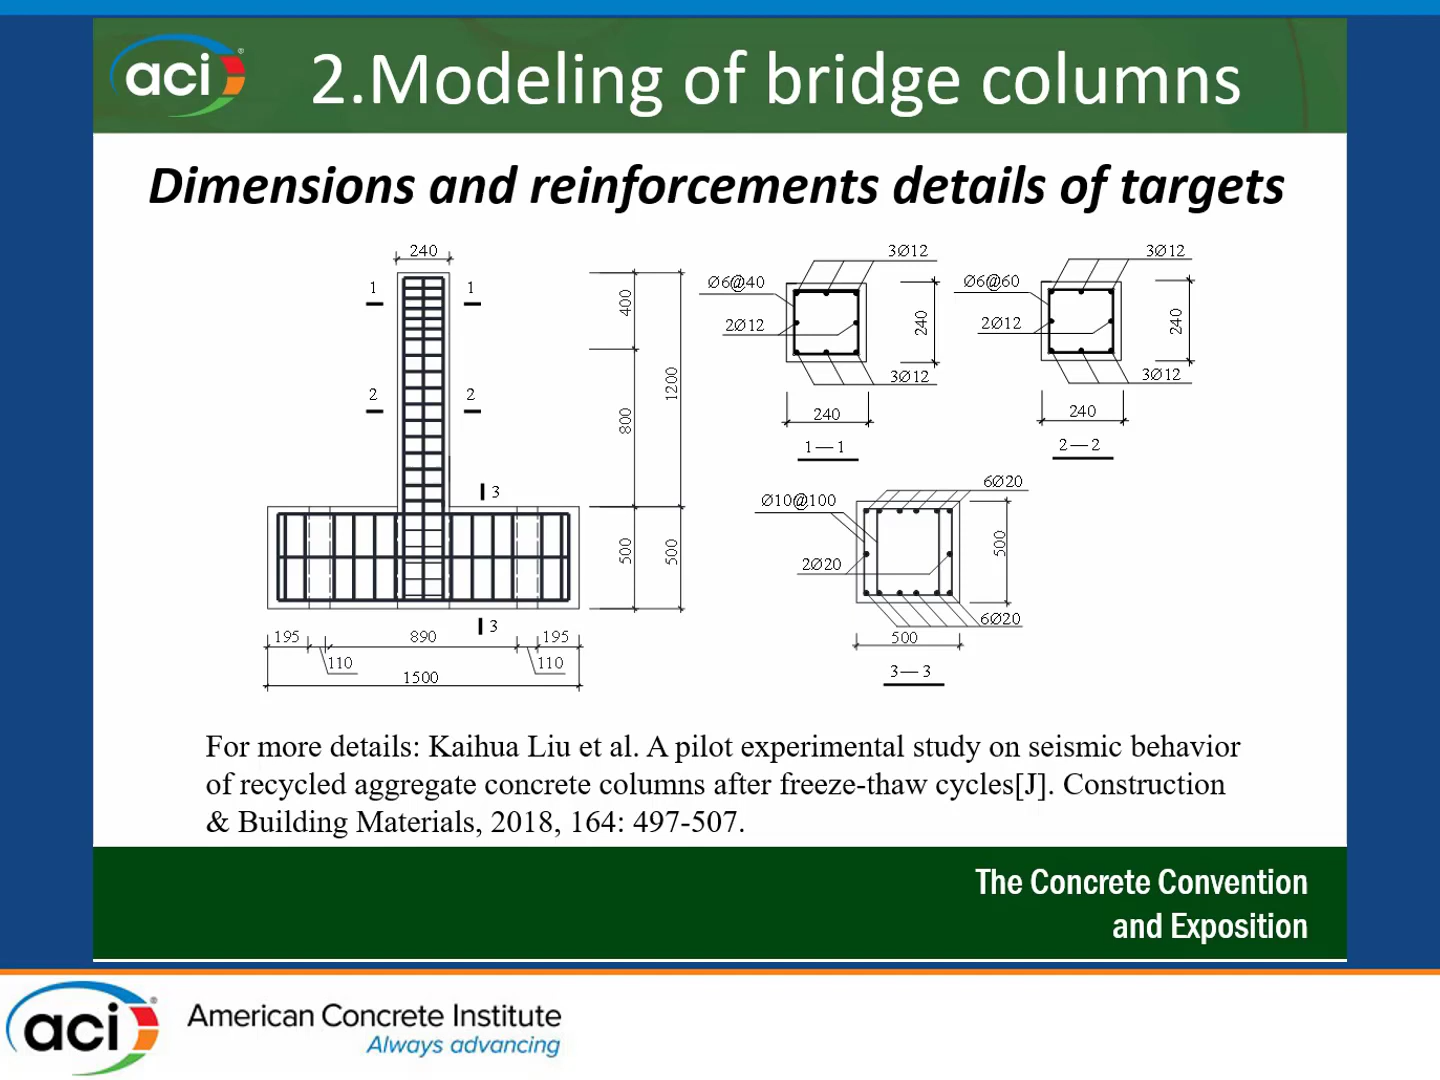 aci®
2.Modeling of bridge columns
Dimensions and reinforcements details of targets
240
1 1
2 2
3
3
400
800
1200
500
500
195 890 195
110 110
1500
3Ø12
Ø6@40
2Ø12
240
3Ø12
240
1—1
3Ø12
Ø6@60
2Ø12
240
3Ø12
240
2—2
6Ø20
Ø10@100
500
2Ø20
6Ø20
500
3—3
For more details: Kaihua Liu et al. A pilot experimental study on seismic behavior
of recycled aggregate concrete columns after freeze-thaw cycles[J]. Construction
& Building Materials, 2018, 164: 497-507.
The Concrete Convention
and Exposition
aci®
American Concrete Institute
Always advancing